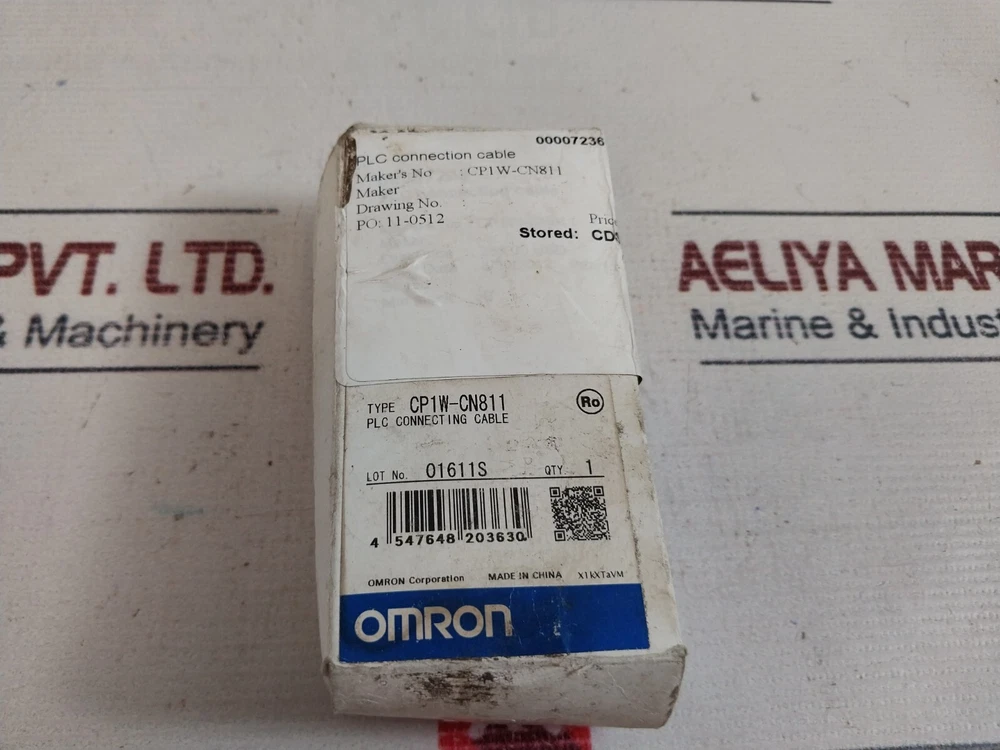 00007236
PLC connection cable
Maker's No : CP1W-CN811
Maker :
Drawing No. :
PO: 11-0512
Stored:
TYPE CP1W-CN811
PLC CONNECTING CABLE
Ro
LOT No. 01611S QTY. 1
4 547648 203630
OMRON Corporation MADE IN CHINA X1kXTaVM
OMRON
PVT. LTD.
& Machinery
AELIYA MAR
Marine & Indust